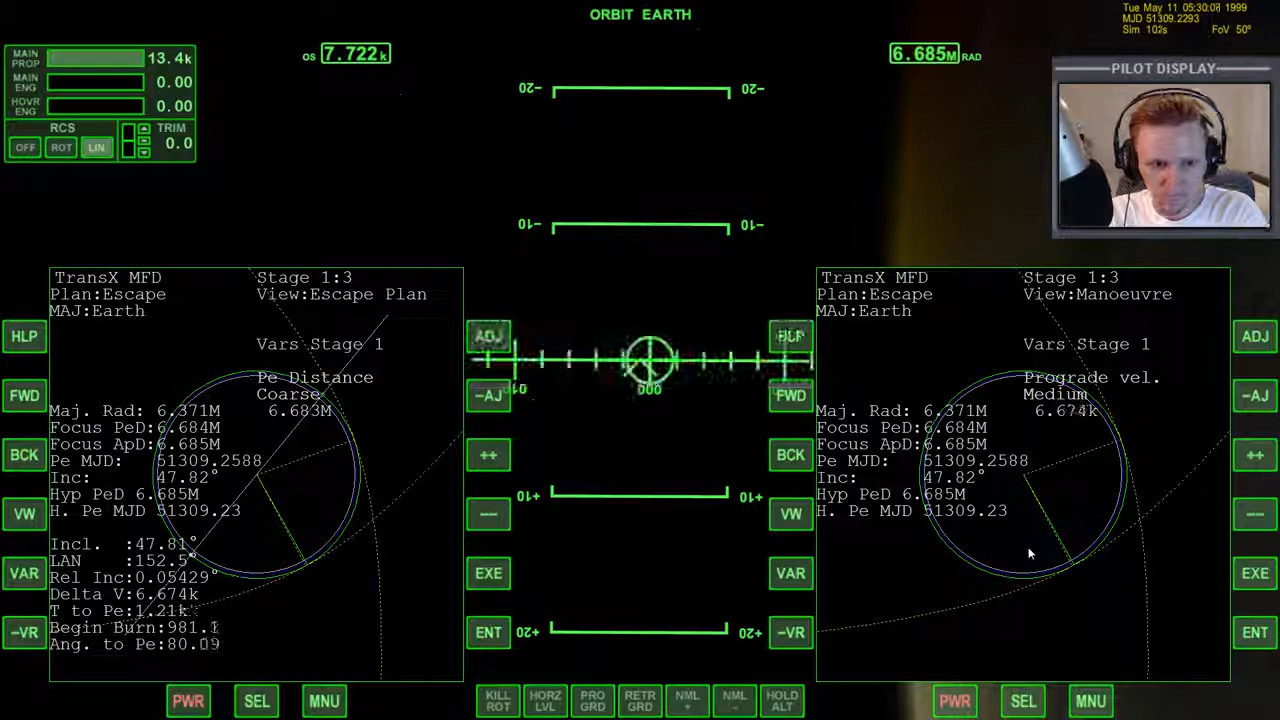 ORBIT EARTH
Tue May 11 05:30:07 1999
MJD 51309.2293
Sim 102s FoV 50°
MAIN PROP 13.4k
MAIN ENG 0.00
HOVR ENG 0.00
RCS TRIM
OFF ROT LIN 0.0
OS 7.722k
6.685M RAD
PILOT DISPLAY
20- -20-
10- -10-
010 000
10+ 10+
20+ 20+
TransX MFD Stage 1:3
Plan:Escape View:Escape Plan
MAJ:Earth
Vars Stage 1
Pe Distance
Coarse
Maj. Rad: 6.371M 6.683M
Focus PeD:6.684M
Focus ApD:6.685M
Pe MJD: 51309.2588
Inc: 47.82°
Hyp PeD 6.685M
H. Pe MJD 51309.23
Incl. :47.81°
LAN :152.5°
Rel Inc:0.05429°
Delta V:6.674k
T to Pe:1.21k
Begin Burn:981.
Ang. to Pe:80.
TransX MFD Stage 1:3
Plan:Escape View:Manoeuvre
MAJ:Earth
Vars Stage 1
Prograde vel.
Medium
Maj. Rad: 6.371M 6.674k
Focus PeD:6.684M
Focus ApD:6.685M
Pe MJD: 51309.2588
Inc: 47.82°
Hyp PeD 6.685M
H. Pe MJD 51309.23
HLP
FWD
BCK
VW
VAR
-VR
ADJ
-AJ
++
--
EXE
ENT
HLP
FWD
BCK
VW
VAR
-VR
ADJ
-AJ
++
--
EXE
ENT
PWR SEL MNU
KILL ROT
HORZ LVL
PRO GRD
RETR GRD
NML +
NML -
HOLD ALT
PWR SEL MNU